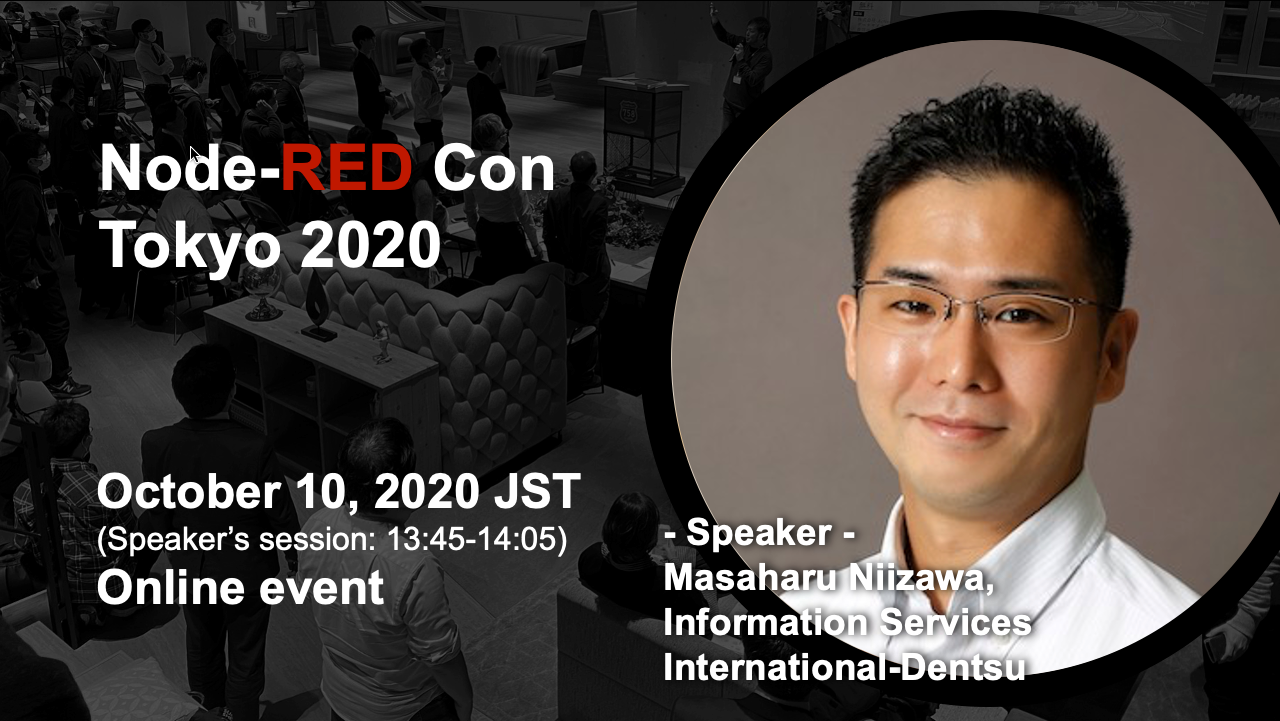 Node-RED Con
Tokyo 2020
October 10, 2020 JST
(Speaker’s session: 13:45-14:05)
Online event
- Speaker -
Masaharu Niizawa,
Information Services
International-Dentsu